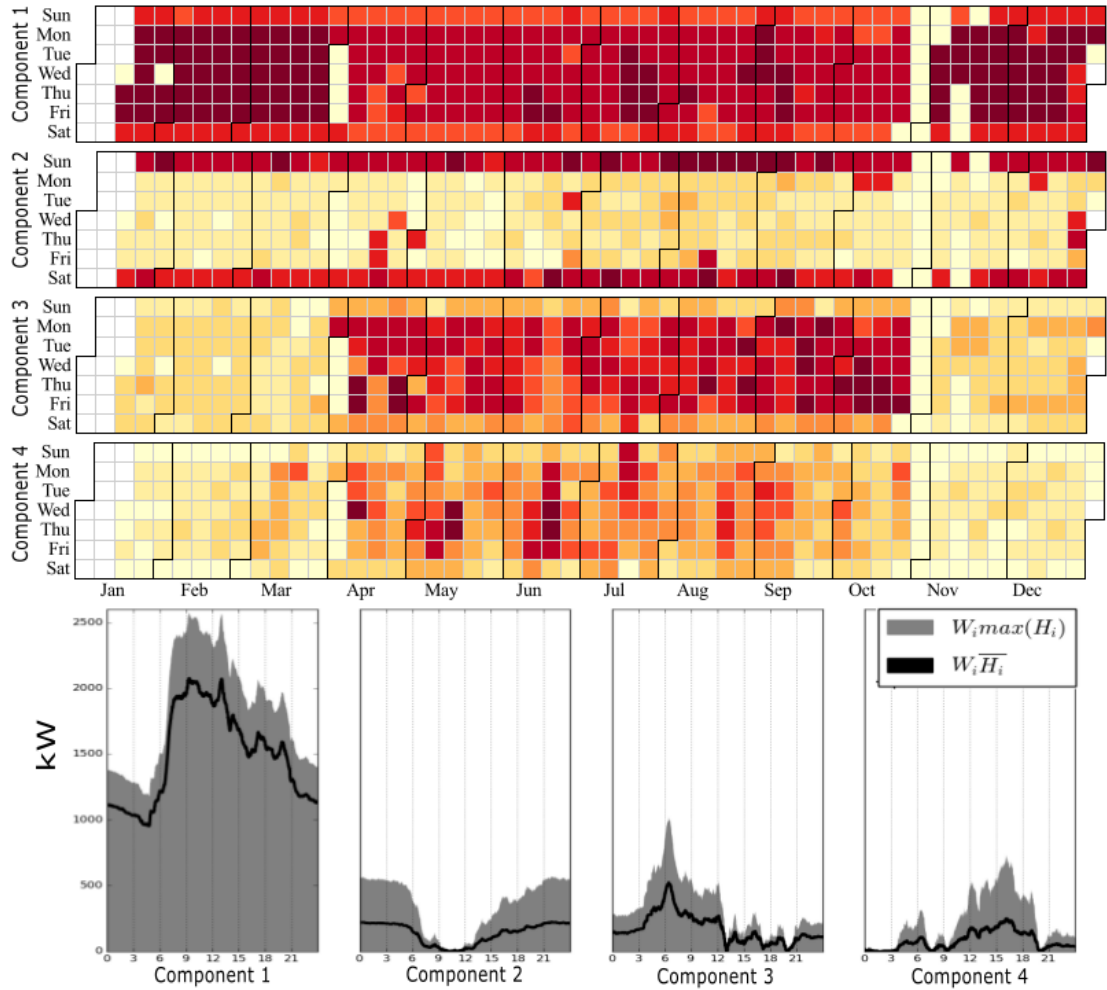 Component 1
Sun
Mon
Tue
Wed
Thu
Fri
Sat
Component 2
Sun
Mon
Tue
Wed
Thu
Fri
Sat
Component 3
Sun
Mon
Tue
Wed
Thu
Fri
Sat
Component 4
Sun
Mon
Tue
Wed
Thu
Fri
Sat
Jan Feb Mar Apr May Jun Jul Aug Sep Oct Nov Dec
kW
2500
2000
1500
1000
500
0
W_i max(H_i)
W_i \overline{H_i}
0 3 6 9 12 15 18 21 0 3 6 9 12 15 18 21 0 3 6 9 12 15 18 21 0 3 6 9 12 15 18 21
Component 1 Component 2 Component 3 Component 4